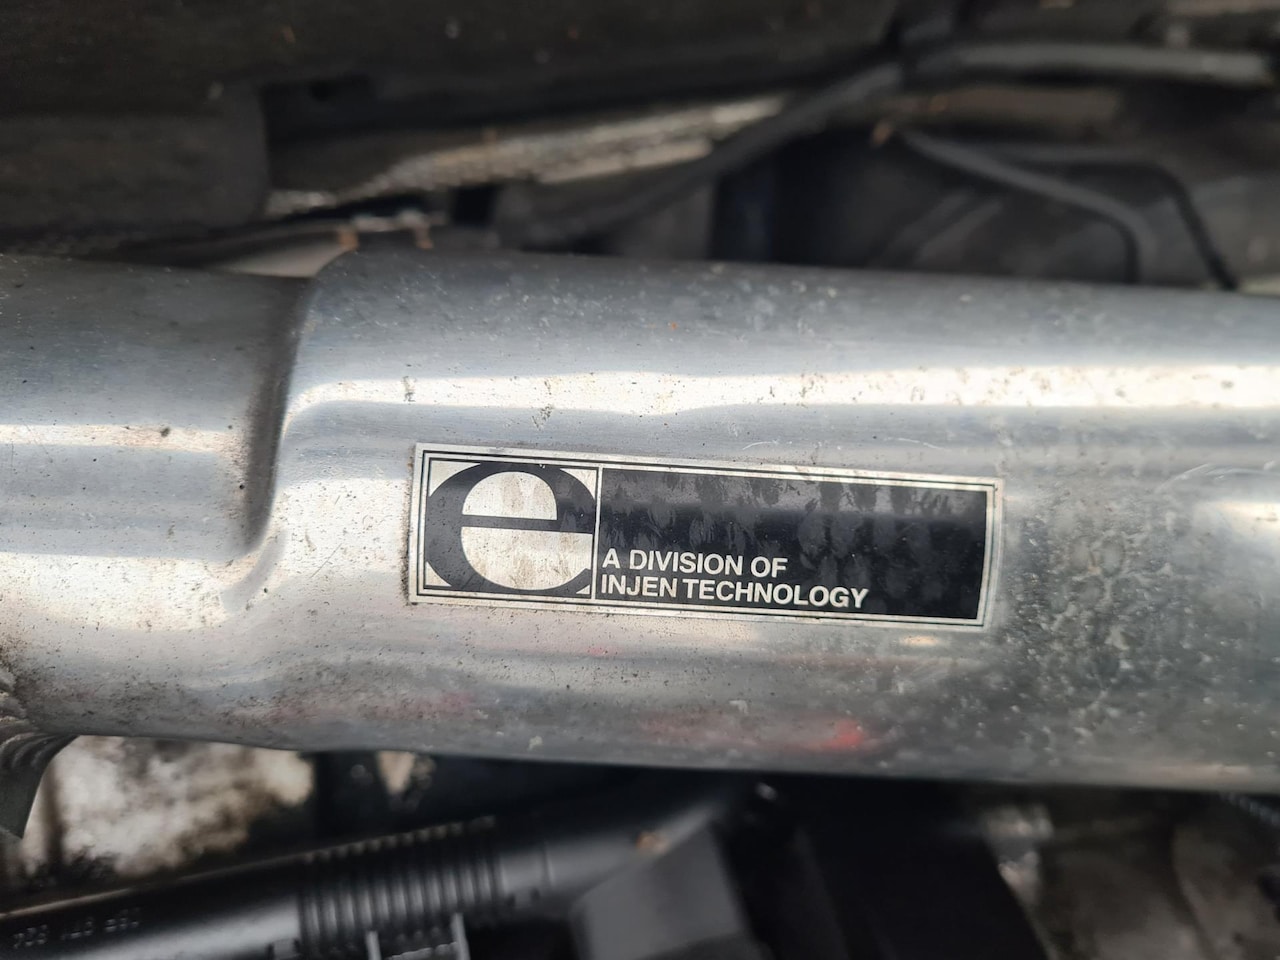 e
A DIVISION OF
INJEN TECHNOLOGY